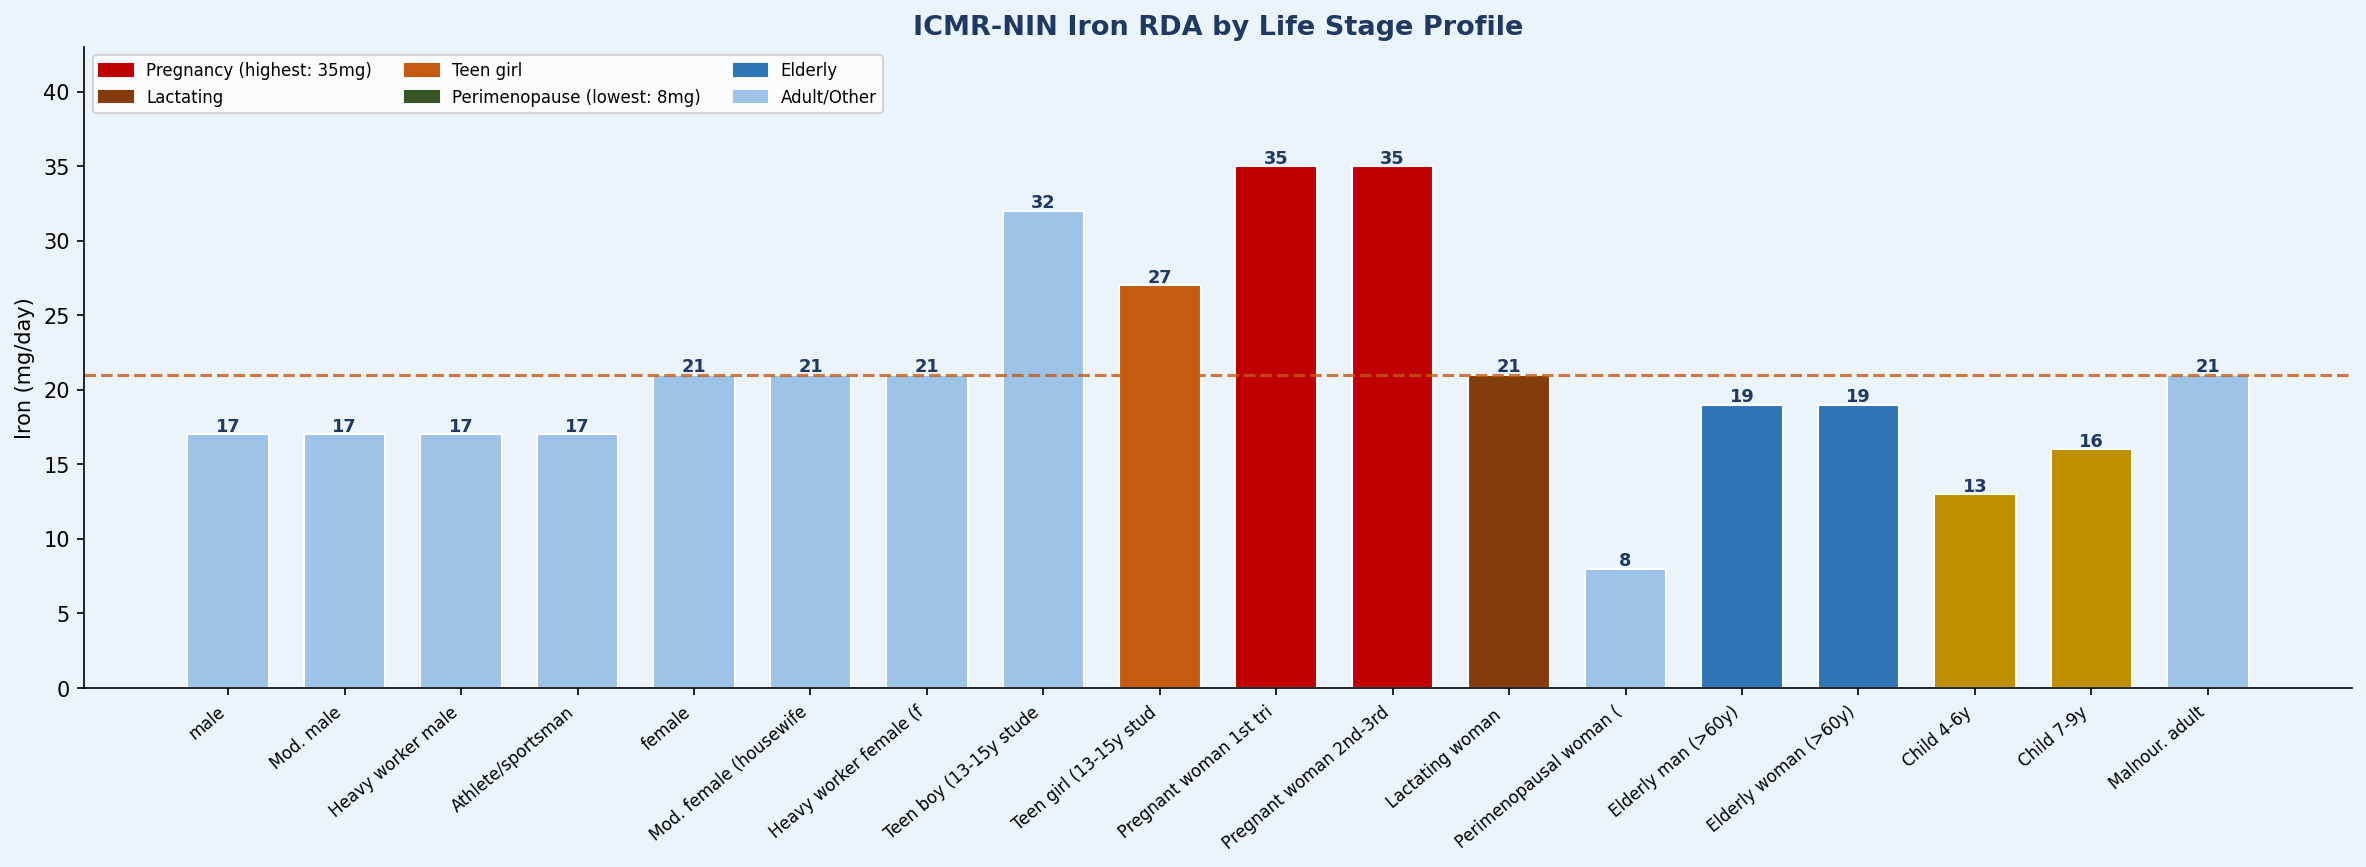 ICMR-NIN Iron RDA by Life Stage Profile
Pregnancy (highest: 35mg)
Lactating
Teen girl
Perimenopause (lowest: 8mg)
Elderly
Adult/Other
Iron (mg/day)
40
35
30
25
20
15
10
5
0
17
17
17
17
21
21
21
32
27
35
35
21
8
19
19
13
16
21
male
Mod. male
Heavy worker male
Athlete/sportsman
female
Mod. female (housewife
Heavy worker female (f
Teen boy (13-15y stude
Teen girl (13-15y stud
Pregnant woman 1st tri
Pregnant woman 2nd-3rd
Lactating woman
Perimenopausal woman (
Elderly man (>60y)
Elderly woman (>60y)
Child 4-6y
Child 7-9y
Malnour. adult